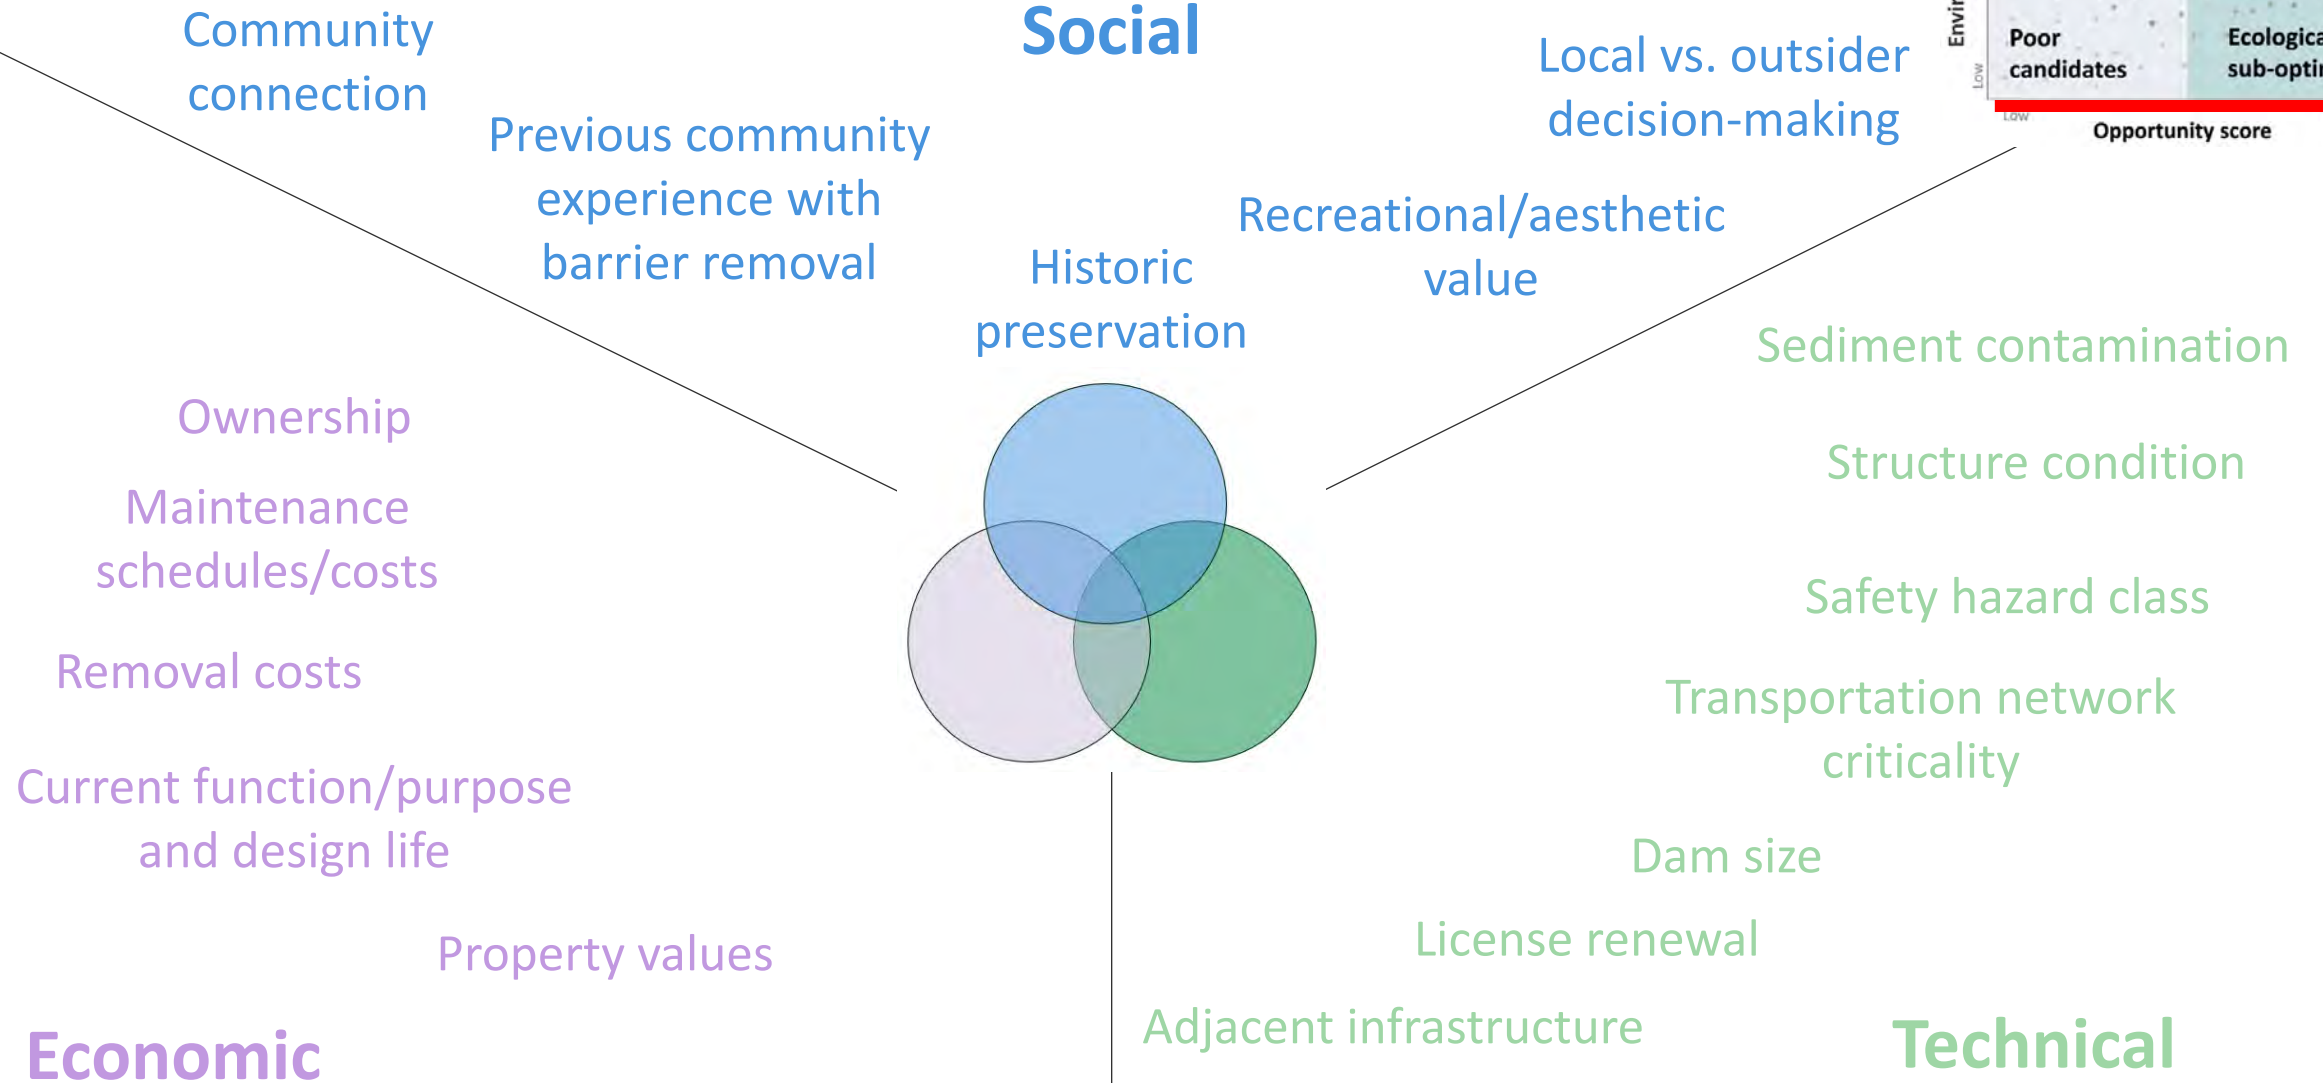 Social
Community
connection
Previous community
experience with
barrier removal
Historic
preservation
Recreational/aesthetic
value
Local vs. outsider
decision-making
Poor
candidates
Low
Low
Opportunity score
Sediment contamination
Structure condition
Safety hazard class
Transportation network
criticality
Dam size
License renewal
Adjacent infrastructure
Technical
Ownership
Maintenance
schedules/costs
Removal costs
Current function/purpose
and design life
Property values
Economic